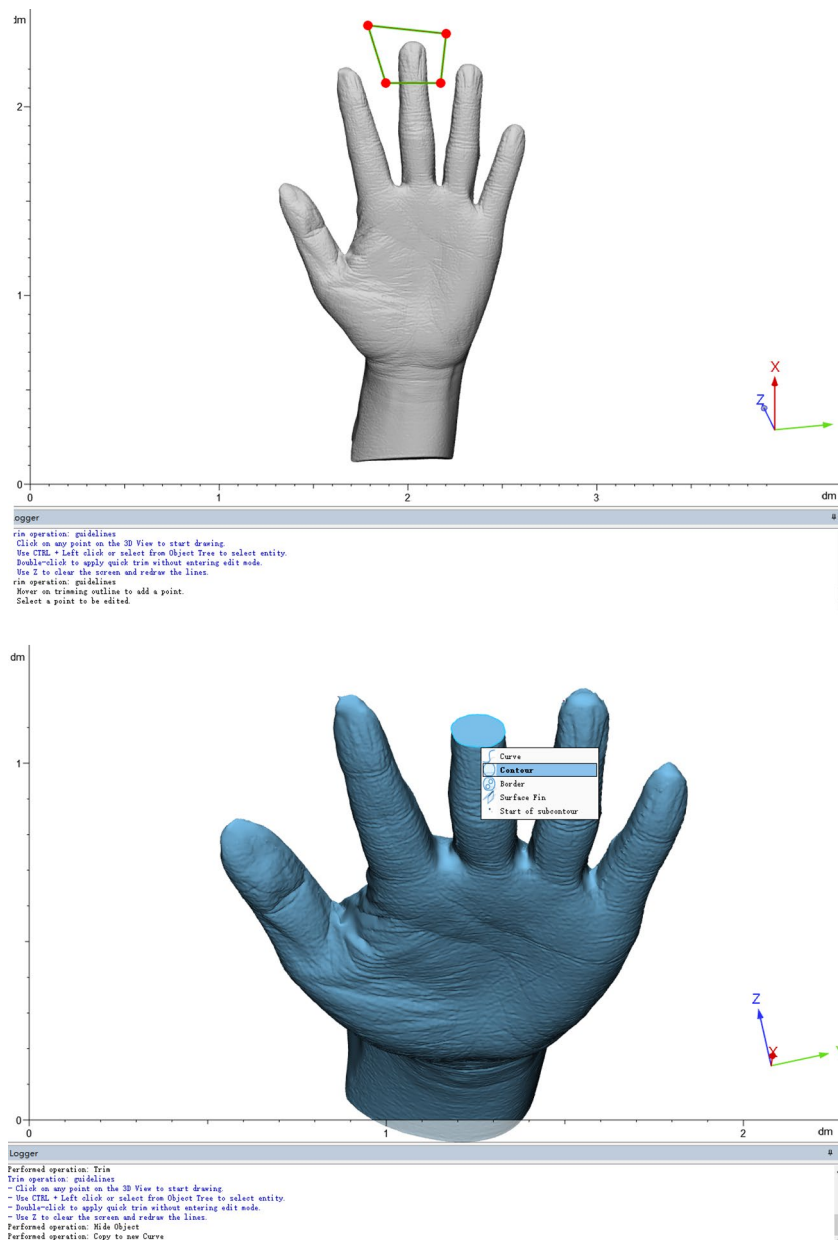 dm
2
1
X
Z
0
0
1
2
3
dm
ogger
rim operation: guidelines
Click on any point on the 3D View to start drawing.
Use CTRL + Left click or select from Object Tree to select entity.
Double-click to apply quick trim without entering edit mode.
Use Z to clear the screen and redraw the lines.
rim operation: guidelines
Hover on trimming outline to add a point.
Select a point to be edited.
dm
Curve
1
Contour
Border
Surface Fin
Start of subcontour
Z
X
0
0
1
2
dm
Logger
Performed operation: Trim
Trim operation: guidelines
- Click on any point on the 3D View to start drawing.
- Use CTRL + Left click or select from Object Tree to select entity.
- Double-click to apply quick trim without entering edit mode.
- Use Z to clear the screen and redraw the lines.
Performed operation: Hide Object
Performed operation: Copy to new Curve